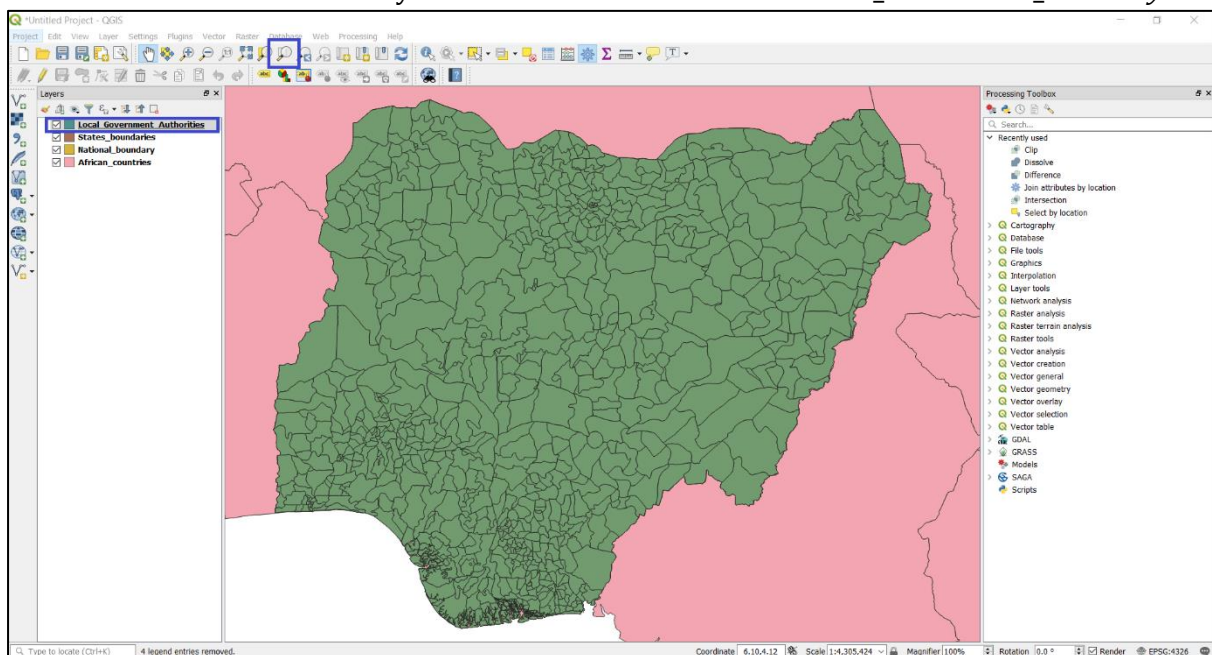 *Untitled Project - QGIS
Project Edit View Layer Settings Plugins Vector Raster Database Web Processing Help
Layers
Local_Government_Authorities
States_boundaries
National_boundary
African_countries
Processing Toolbox
Search...
Recently used
Clip
Dissolve
Difference
Join attributes by location
Intersection
Select by location
Cartography
Database
File tools
Graphics
Interpolation
Layer tools
Network analysis
Raster analysis
Raster terrain analysis
Raster tools
Vector analysis
Vector creation
Vector general
Vector geometry
Vector overlay
Vector selection
Vector table
GDAL
GRASS
Models
SAGA
Scripts
Type to locate (Ctrl+K) 4 legend entries removed. Coordinate 6.10,4.12 Scale 1:4,305,424 Magnifier 100% Rotation 0.0 ° Render EPSG:4326